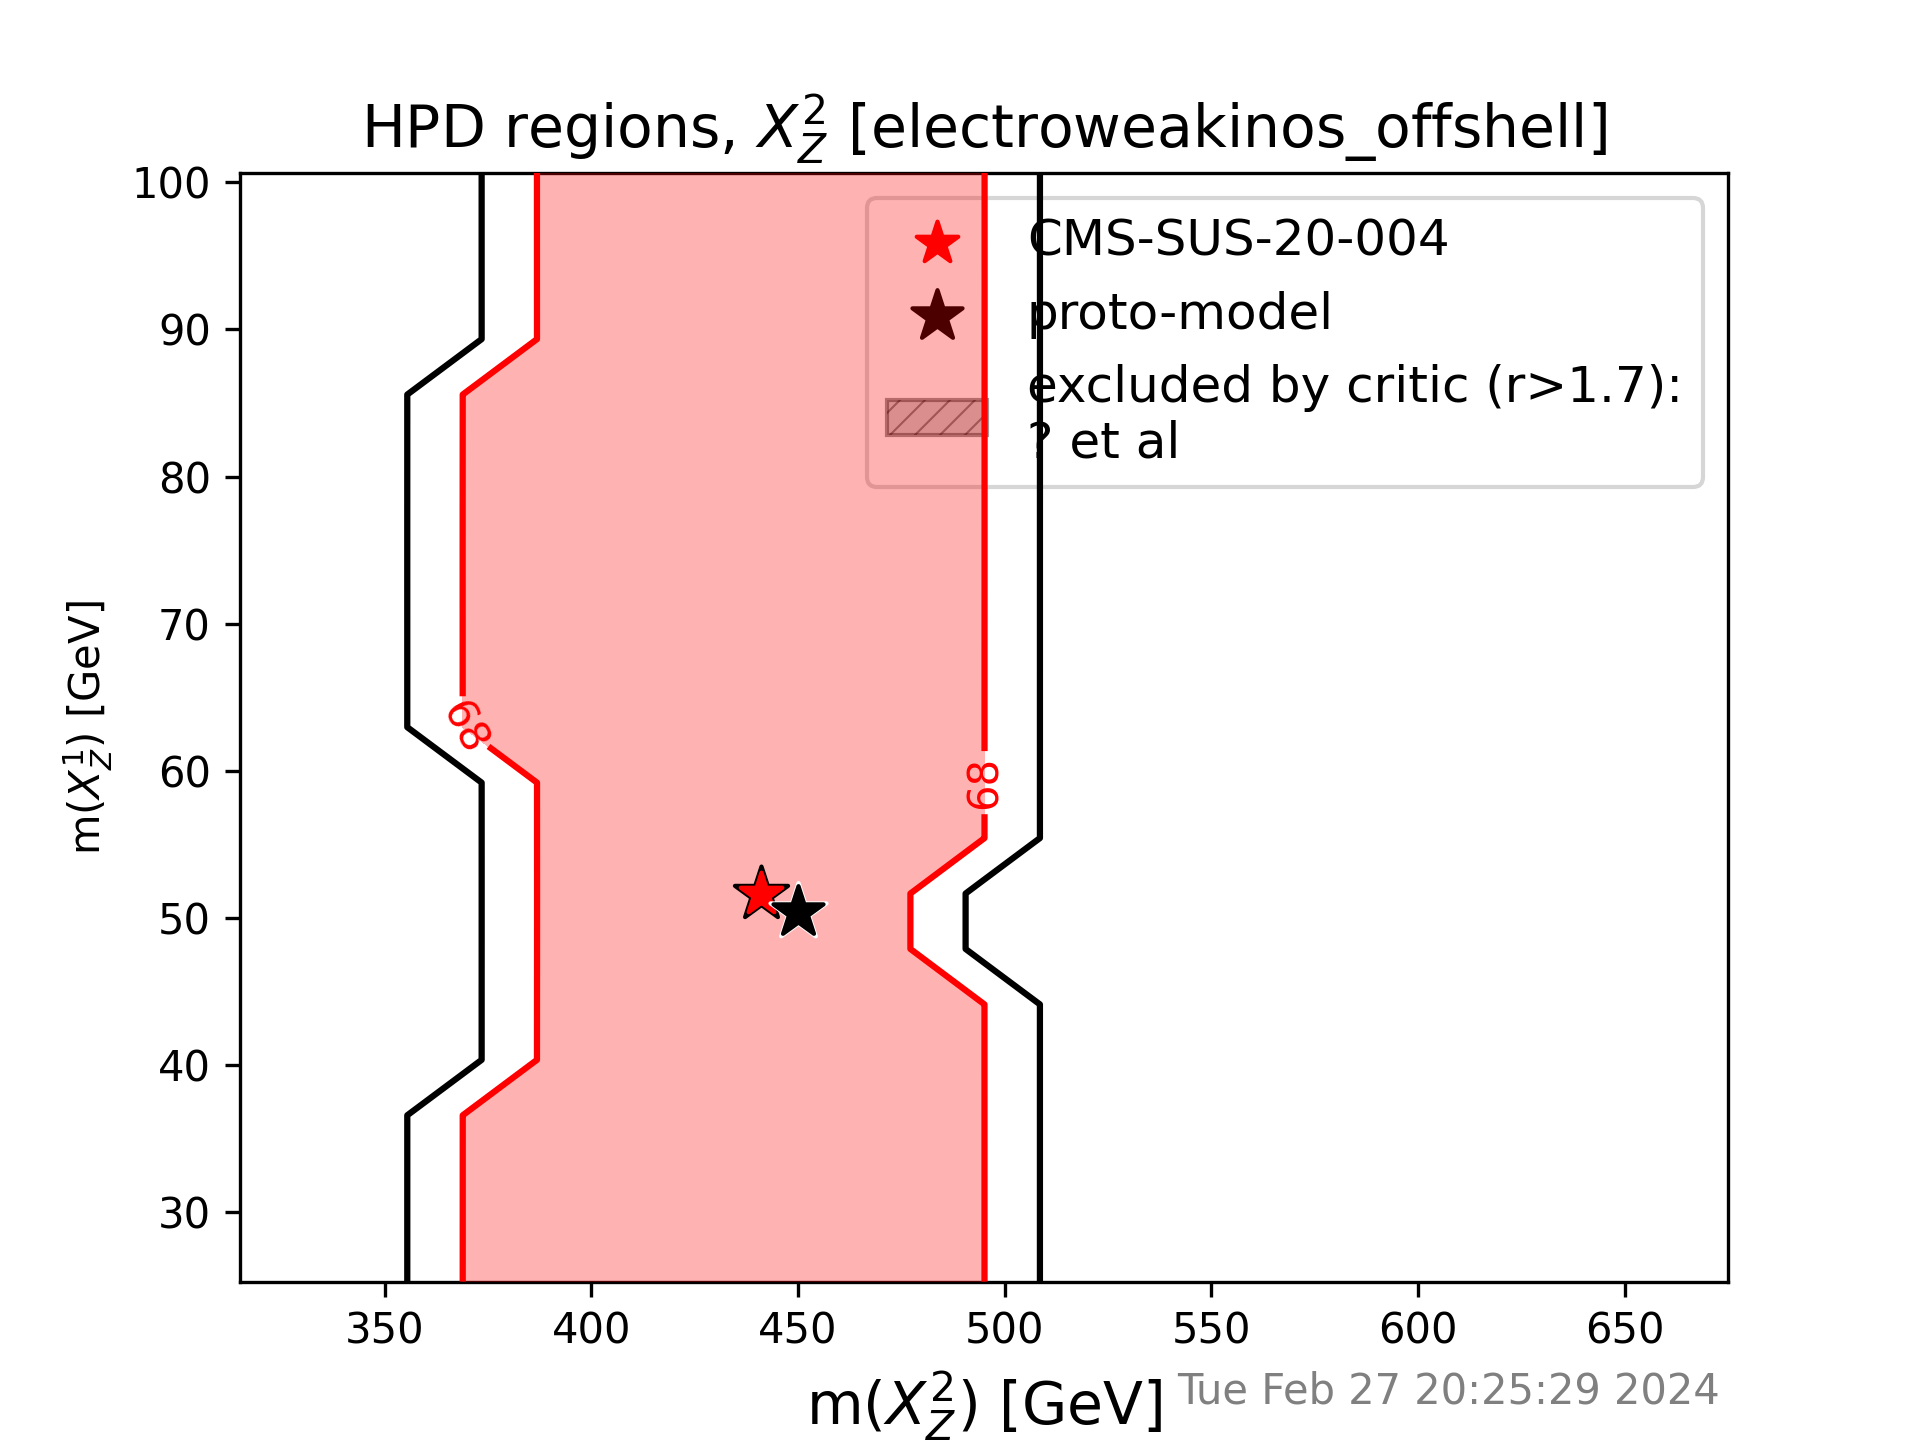 HPD regions, $X_Z^2$ [electroweakinos_offshell]
100
90
80
70
60
50
40
30
m($X_Z^1$) [GeV]
CMS-SUS-20-004
proto-model
excluded by critic (r>1.7):
? et al
68
68
350 400 450 500 550 600 650
m($X_Z^2$) [GeV]
Tue Feb 27 20:25:29 2024